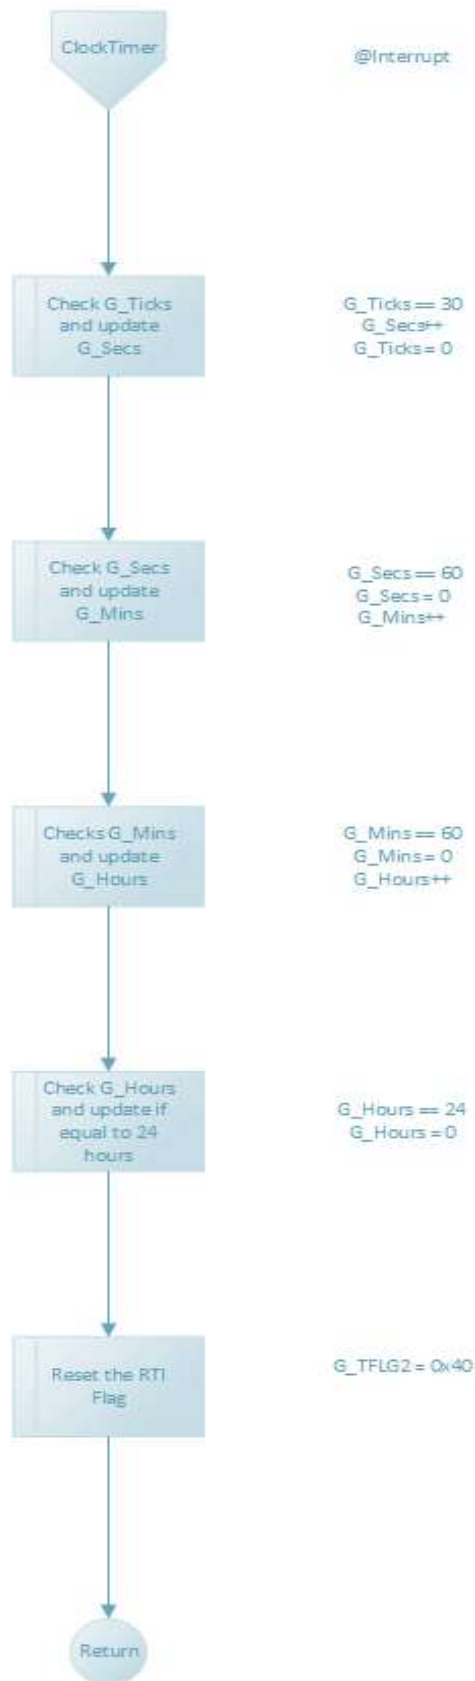 ClockTimer
@Interrupt
Check G_Ticks
and update
G_Secs
G_Ticks == 30
G_Secs++
G_Ticks = 0
Check G_Secs
and update
G_Mins
G_Secs == 60
G_Secs = 0
G_Mins++
Checks G_Mins
and update
G_Hours
G_Mins == 60
G_Mins = 0
G_Hours++
Check G_Hours
and update if
equal to 24
hours
G_Hours == 24
G_Hours = 0
Reset the RTI
Flag
G_TFLG2 = 0x40
Return